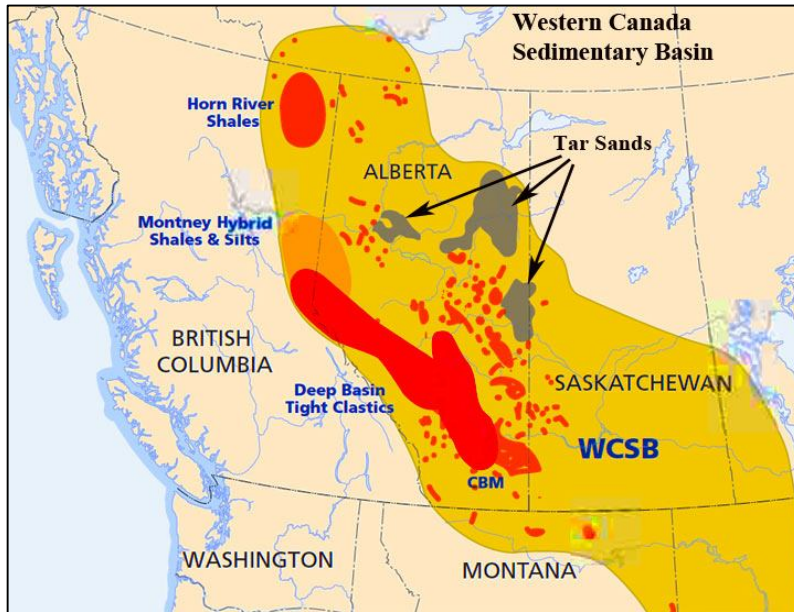 Western Canada
Sedimentary Basin
Horn River
Shales
Tar Sands
ALBERTA
Montney Hybrid
Shales & Silts
BRITISH
COLUMBIA
Deep Basin
Tight Clastics
SASKATCHEWAN
WCSB
CBM
WASHINGTON
MONTANA